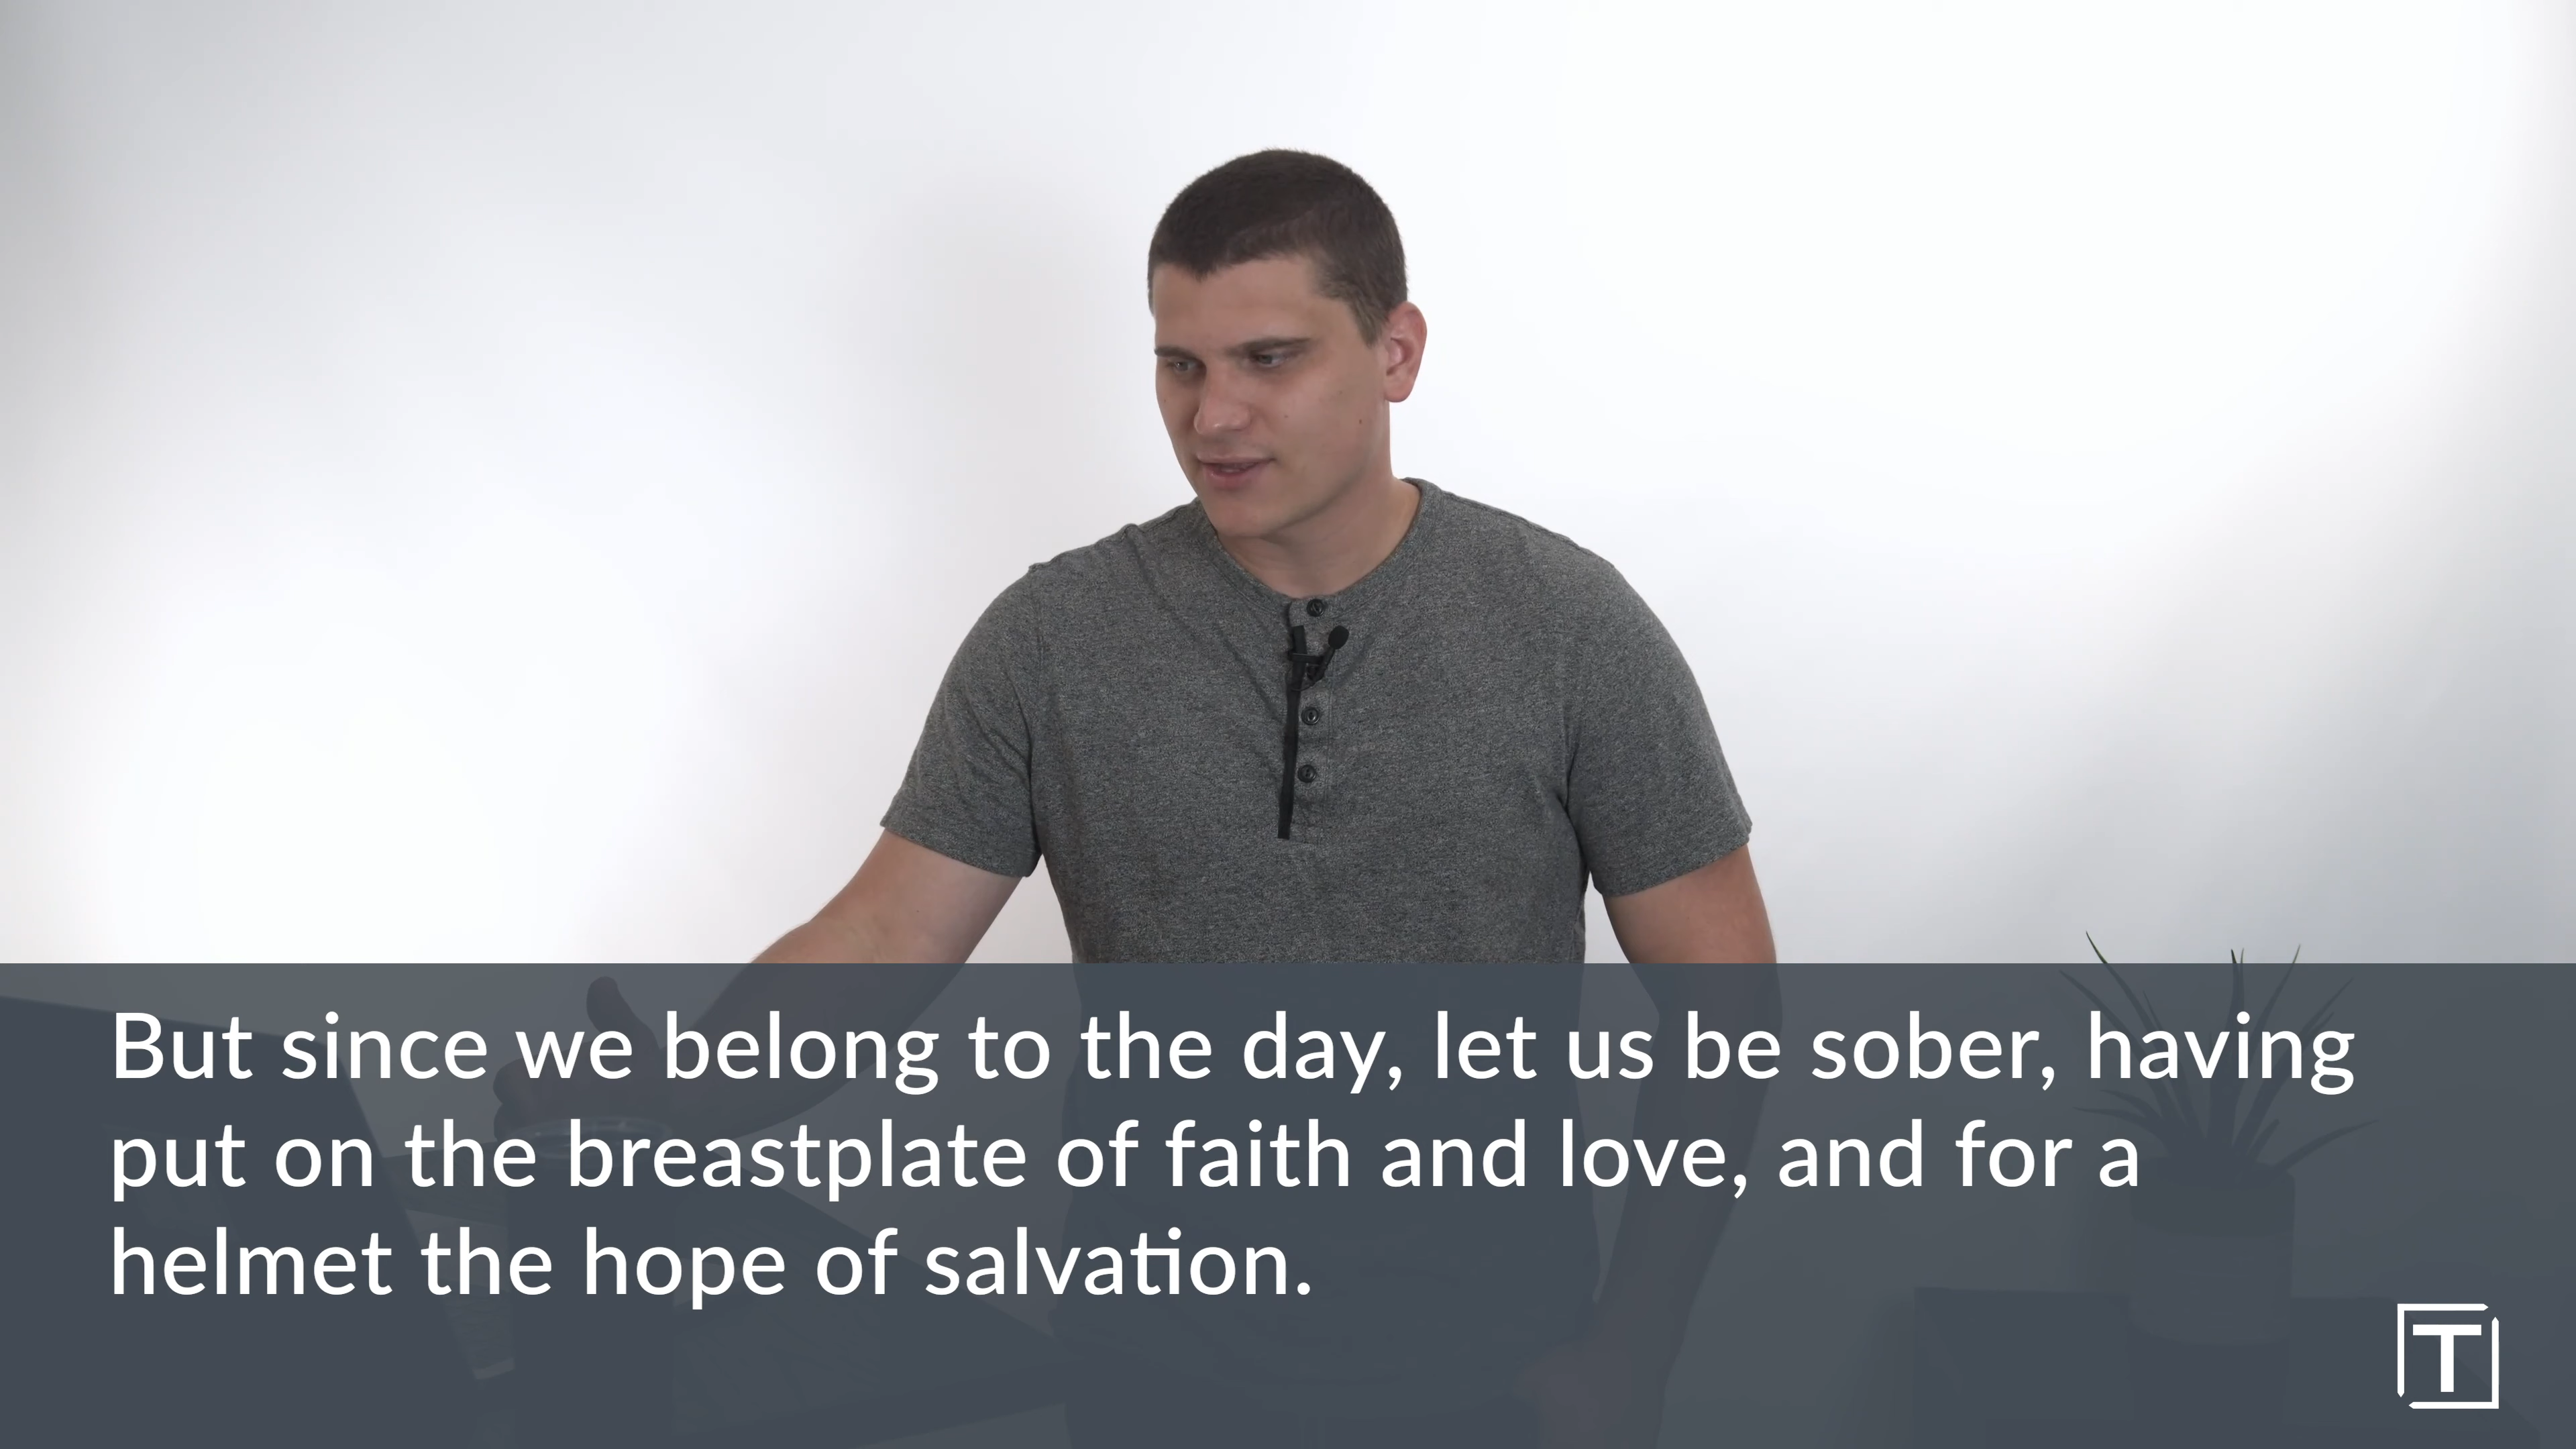 But since we belong to the day, let us be sober, having
put on the breastplate of faith and love, and for a
helmet the hope of salvation.
T